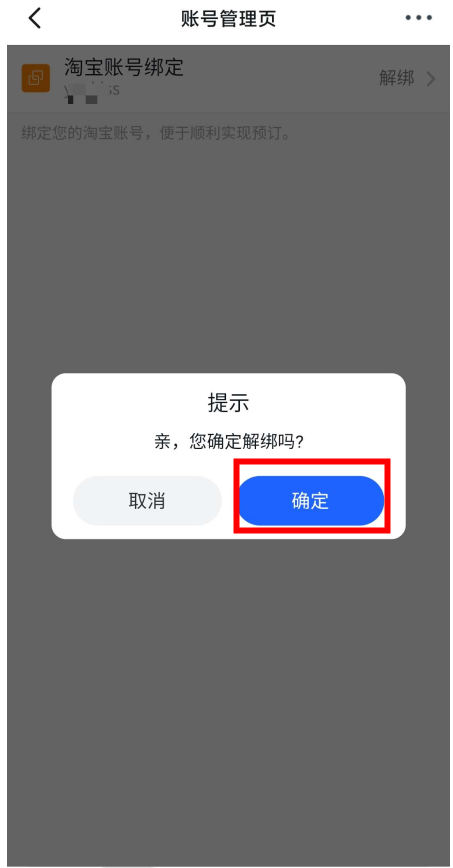 账号管理页
淘宝账号绑定
解绑
绑定您的淘宝账号，便于顺利实现预订。
提示
亲，您确定解绑吗?
取消
确定